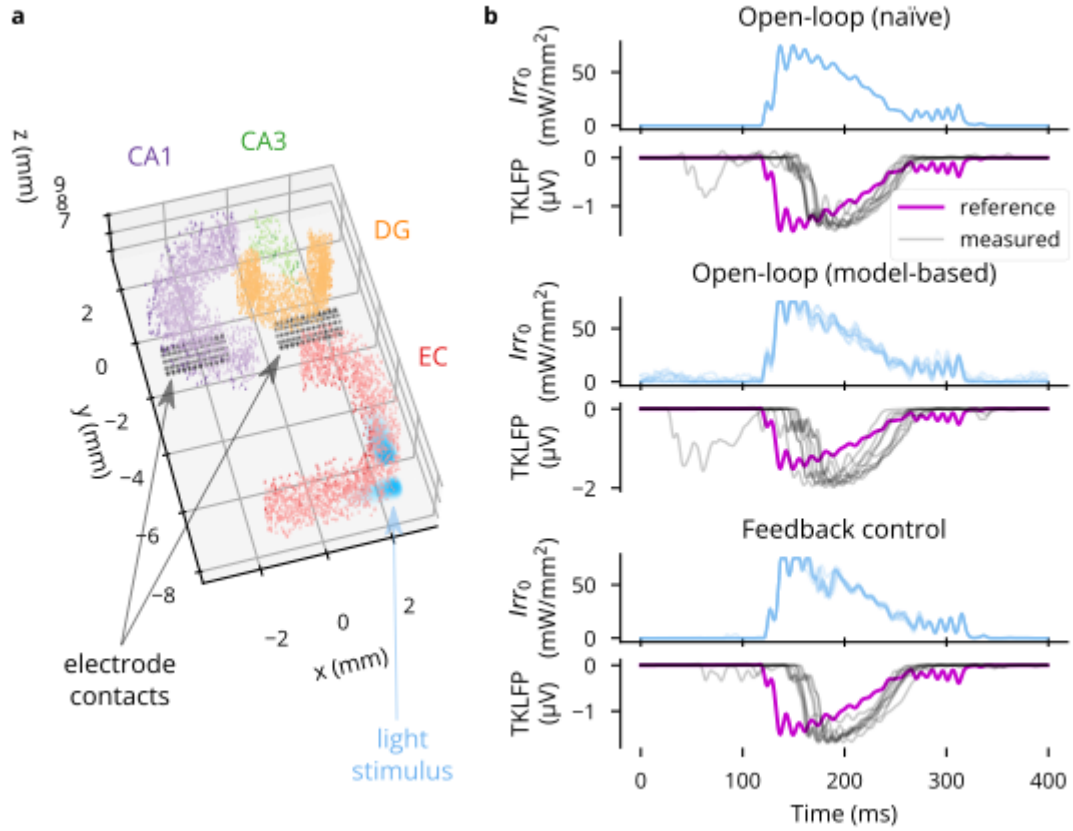 a
CA1
CA3
DG
EC
z (mm)
9
8
7
2
0
−2
−4
−6
−8
y (mm)
−2
0
2
x (mm)
electrode
contacts
light
stimulus
b
Open-loop (naïve)
Irr0
(mW/mm²)
50
0
TKLFP
(μV)
0
−1
reference
measured
Open-loop (model-based)
Irr0
(mW/mm²)
50
0
TKLFP
(μV)
0
−2
Feedback control
Irr0
(mW/mm²)
50
0
TKLFP
(μV)
0
−1
0 100 200 300 400
Time (ms)